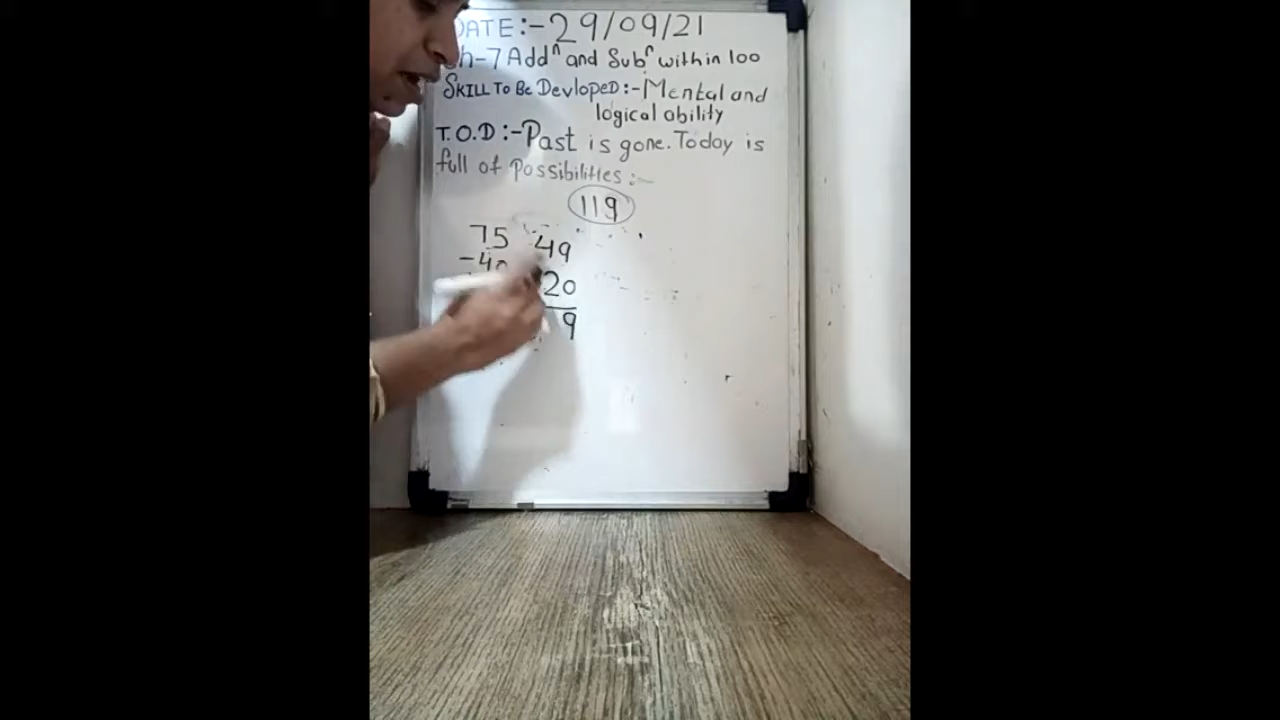 DATE:-29/09/21
Ch-7 Addⁿ and Subⁿ within 100
SKILL TO BE DevlopeD:-Mental and
logical ability
T.O.D:-Past is gone. Today is
full of possibilities:-
119
75 49
-40 20
9